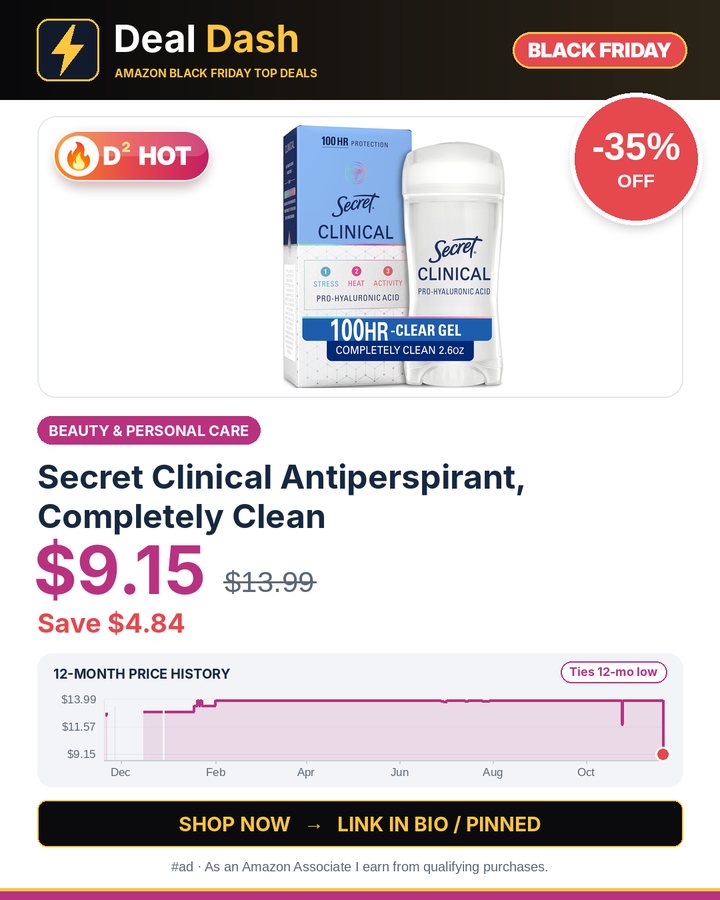 Deal Dash
AMAZON BLACK FRIDAY TOP DEALS
BLACK FRIDAY
-35%
OFF
D² HOT
100 HR PROTECTION
Secret.
CLINICAL
1 2 3
STRESS HEAT ACTIVITY
PRO-HYALURONIC ACID
Secret.
CLINICAL
PRO-HYALURONIC ACID
100HR-CLEAR GEL
COMPLETELY CLEAN 2.6oz
BEAUTY & PERSONAL CARE
Secret Clinical Antiperspirant,
Completely Clean
$9.15 $13.99
Save $4.84
12-MONTH PRICE HISTORY
Ties 12-mo low
$13.99
$11.57
$9.15
Dec Feb Apr Jun Aug Oct
SHOP NOW → LINK IN BIO / PINNED
#ad · As an Amazon Associate I earn from qualifying purchases.